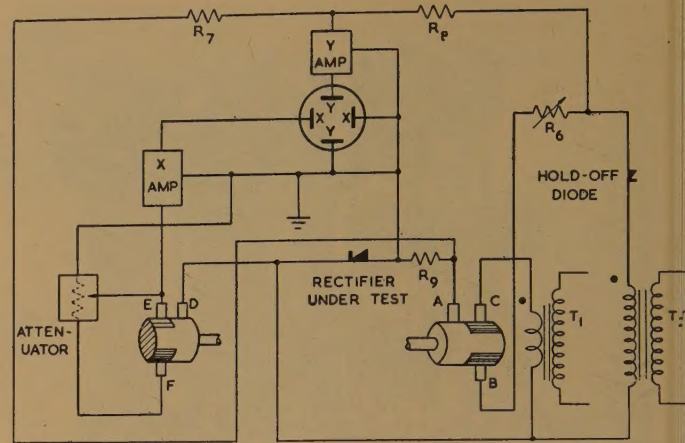 R7
R8
Y
AMP
Y
X X
Y
R6
X
AMP
HOLD-OFF
DIODE
R9
RECTIFIER
UNDER TEST
A
C
E
D
ATTEN-
UATOR
T1
F
B